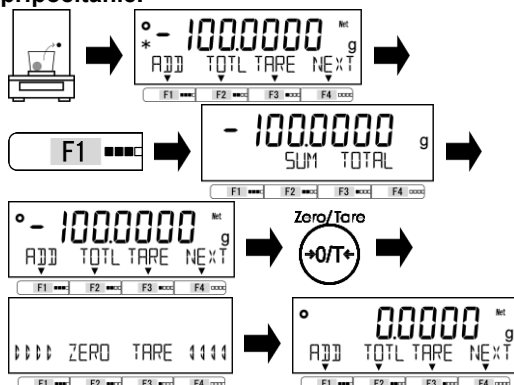 ° - 100.0000 Net
* g
ADD TOTL TARE NEXT
F1 F2 F3 F4
F1
- 100.0000 g
SUM TOTAL
F1 F2 F3 F4
° - 100.0000 Net
g
ADD TOTL TARE NEXT
F1 F2 F3 F4
Zero/Tare
→0/T←
ZERO TARE
F1 F2 F3 F4
° 0.0000 Net
g
ADD TOTL TARE NEXT
F1 F2 F3 F4